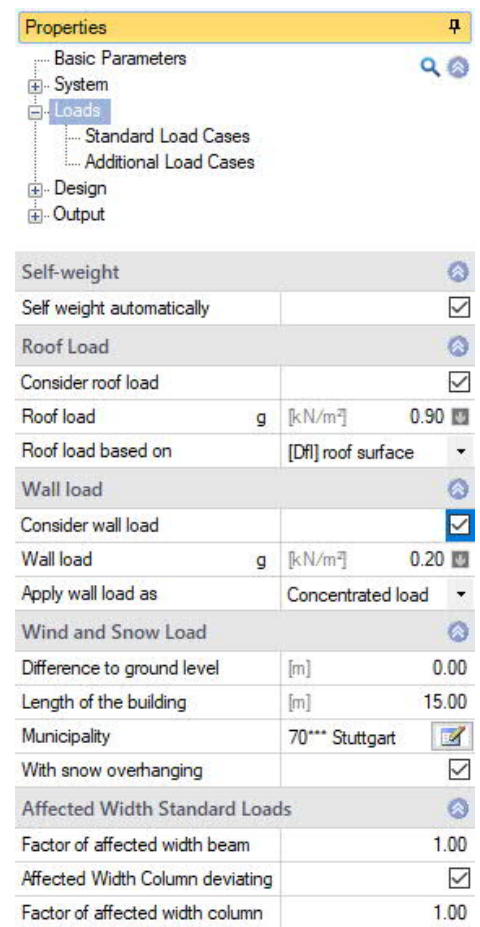 Properties
Basic Parameters
System
Loads
Standard Load Cases
Additional Load Cases
Design
Output
Self-weight
Self weight automatically
Roof Load
Consider roof load
Roof load g [kN/m²] 0.90
Roof load based on [Dfl] roof surface
Wall load
Consider wall load
Wall load g [kN/m²] 0.20
Apply wall load as Concentrated load
Wind and Snow Load
Difference to ground level [m] 0.00
Length of the building [m] 15.00
Municipality 70*** Stuttgart
With snow overhanging
Affected Width Standard Loads
Factor of affected width beam 1.00
Affected Width Column deviating
Factor of affected width column 1.00